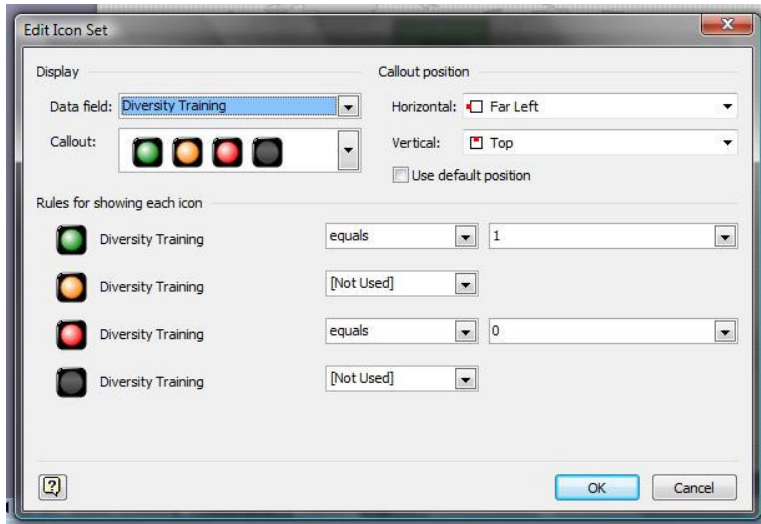 Edit Icon Set
Display
Data field: Diversity Training
Callout:
Callout position
Horizontal: Far Left
Vertical: Top
Use default position
Rules for showing each icon
Diversity Training equals 1
Diversity Training [Not Used]
Diversity Training equals 0
Diversity Training [Not Used]
OK Cancel